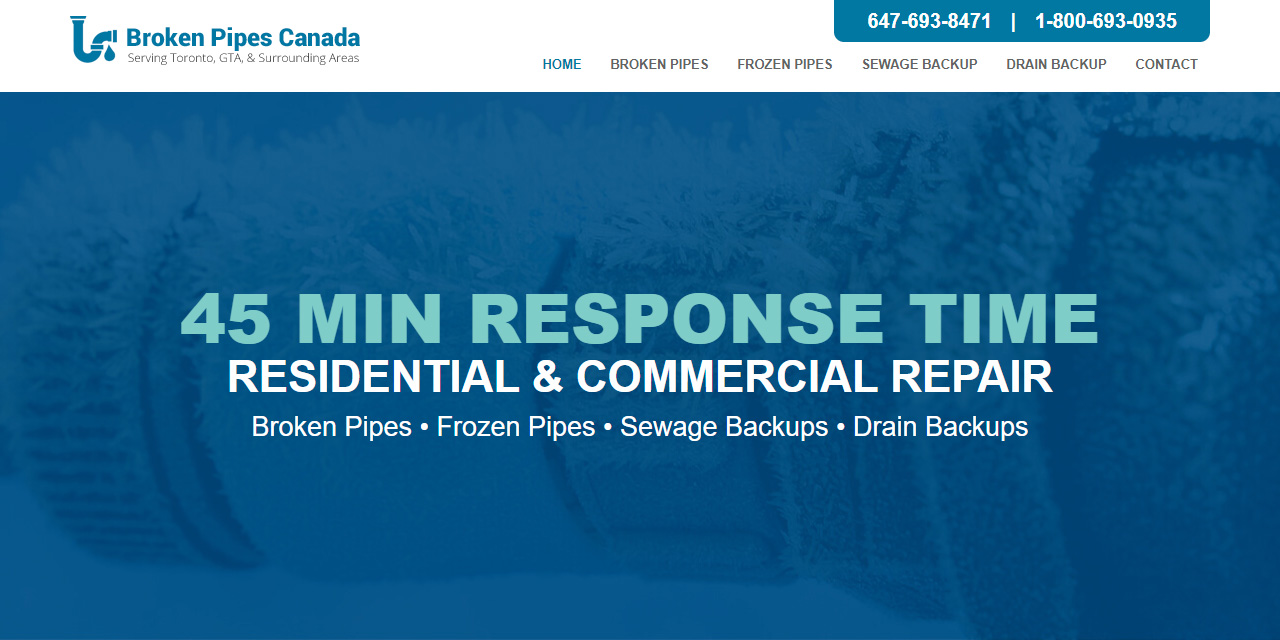 647-693-8471 | 1-800-693-0935
Broken Pipes Canada
Serving Toronto, GTA, & Surrounding Areas
HOME BROKEN PIPES FROZEN PIPES SEWAGE BACKUP DRAIN BACKUP CONTACT
45 MIN RESPONSE TIME
RESIDENTIAL & COMMERCIAL REPAIR
Broken Pipes • Frozen Pipes • Sewage Backups • Drain Backups